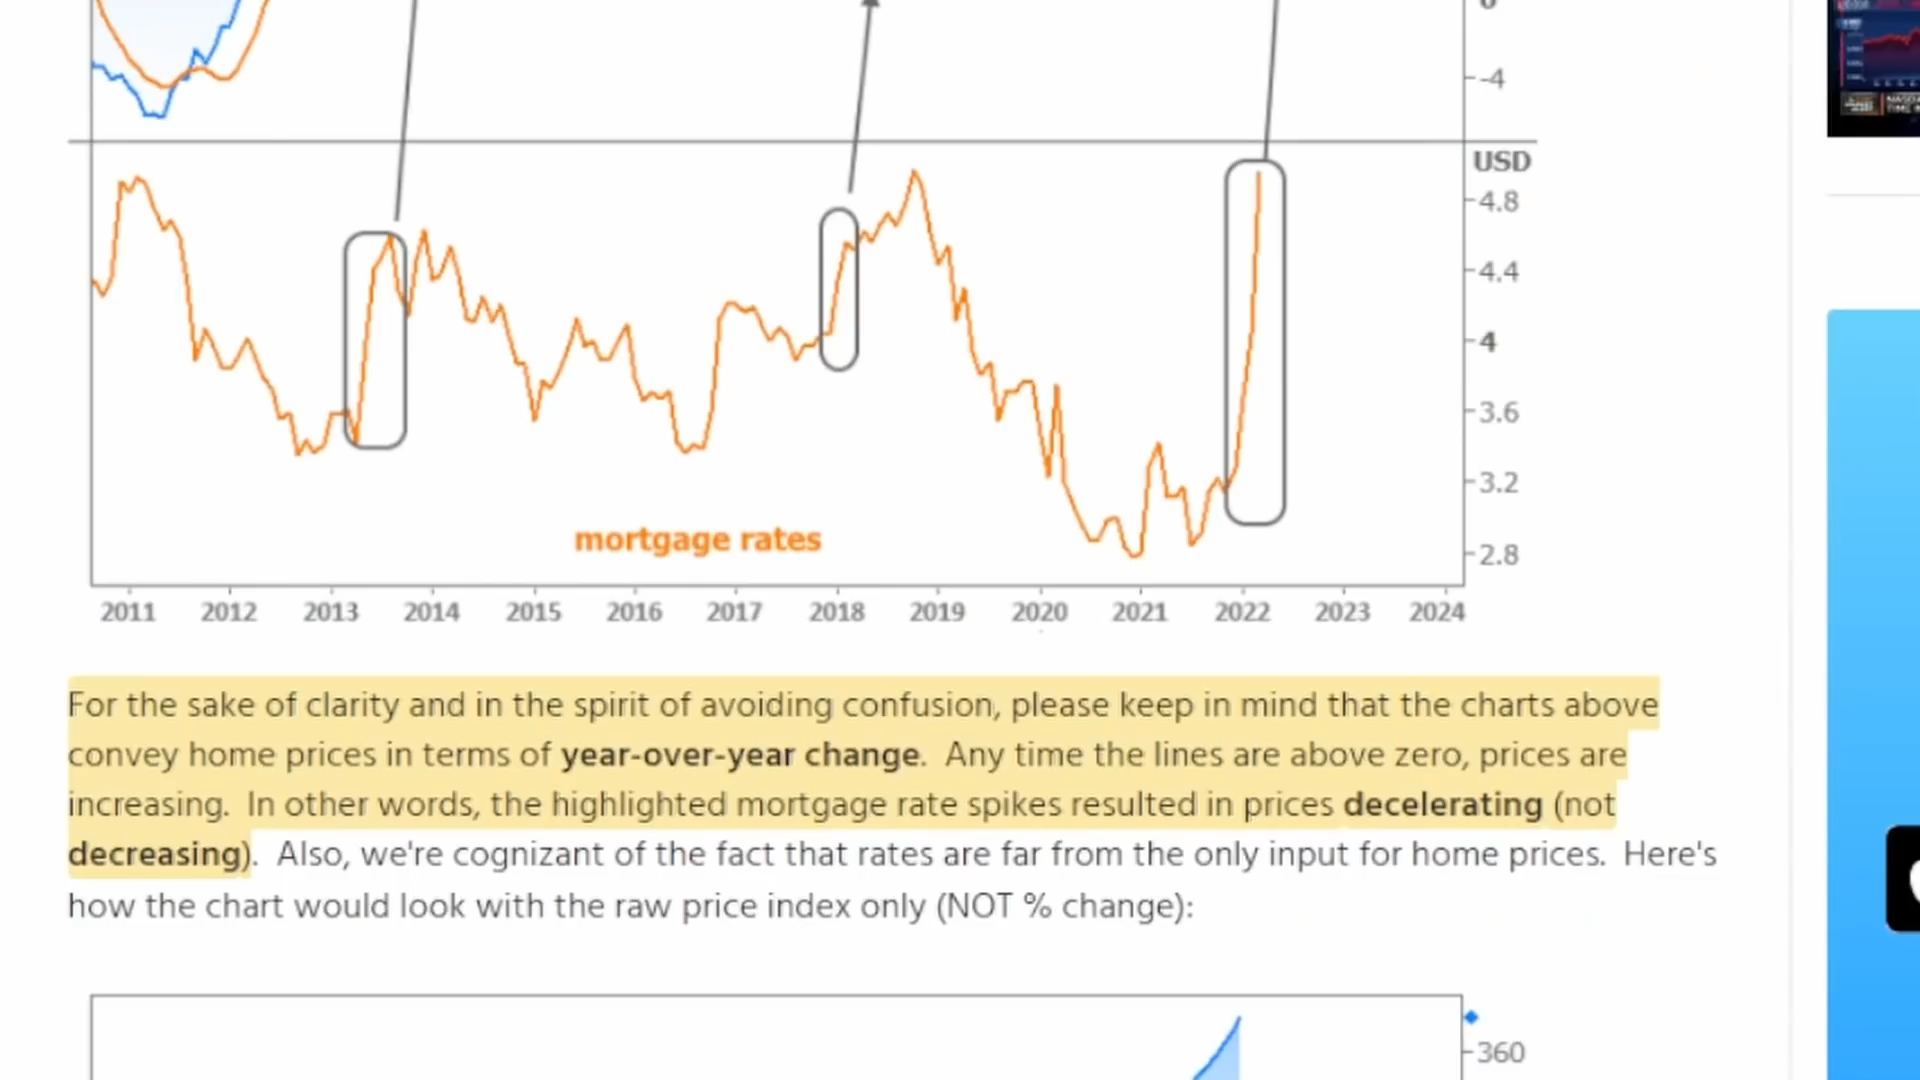 0
-4
USD
4.8
4.4
4
3.6
3.2
2.8
mortgage rates
2011 2012 2013 2014 2015 2016 2017 2018 2019 2020 2021 2022 2023 2024
For the sake of clarity and in the spirit of avoiding confusion, please keep in mind that the charts above
convey home prices in terms of year-over-year change. Any time the lines are above zero, prices are
increasing. In other words, the highlighted mortgage rate spikes resulted in prices decelerating (not
decreasing). Also, we're cognizant of the fact that rates are far from the only input for home prices. Here's
how the chart would look with the raw price index only (NOT % change):
360